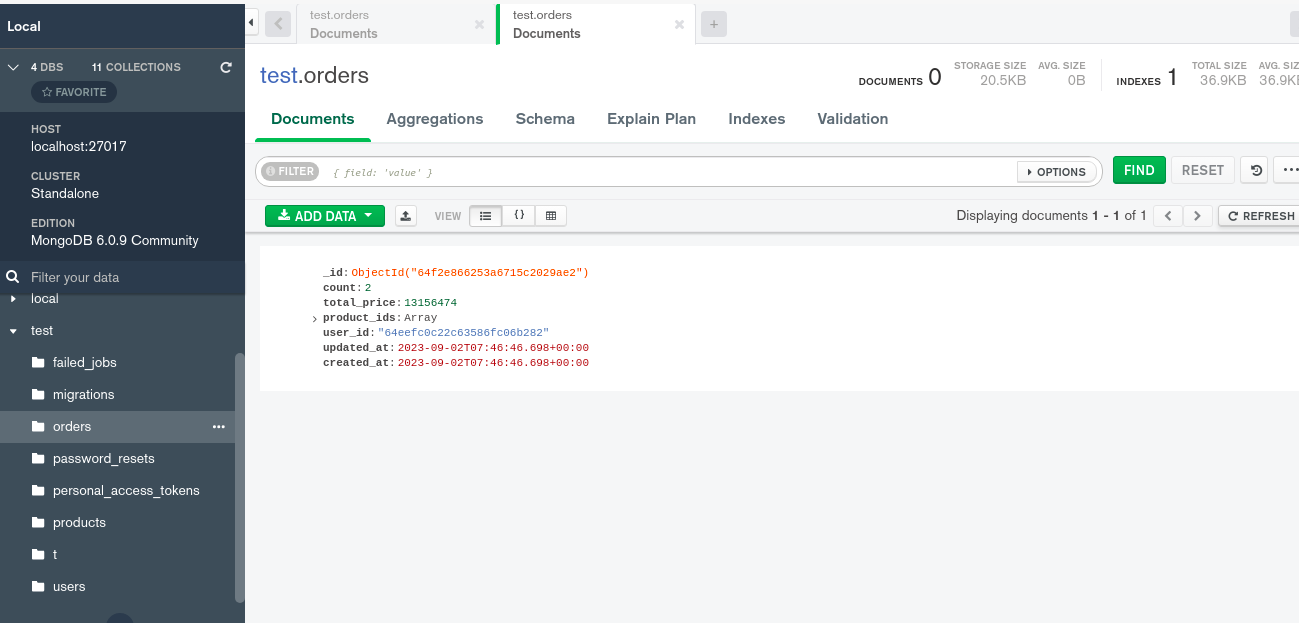 Local
4 DBS 11 COLLECTIONS
FAVORITE
HOST
localhost:27017
CLUSTER
Standalone
EDITION
MongoDB 6.0.9 Community
Filter your data
local
test
failed_jobs
migrations
orders
password_resets
personal_access_tokens
products
t
users
test.orders
Documents
test.orders
Documents
test.orders
DOCUMENTS 0
STORAGE SIZE
20.5KB
AVG. SIZE
0B
INDEXES 1
TOTAL SIZE
36.9KB
AVG.
Documents Aggregations Schema Explain Plan Indexes Validation
FILTER { field: 'value' } OPTIONS FIND RESET
ADD DATA VIEW {} Displaying documents 1 - 1 of 1 REFRESH
_id: ObjectId("64f2e866253a6715c2029ae2")
count: 2
total_price: 13156474
product_ids: Array
user_id: "64eefc0c22c63586fc06b282"
updated_at: 2023-09-02T07:46:46.698+00:00
created_at: 2023-09-02T07:46:46.698+00:00